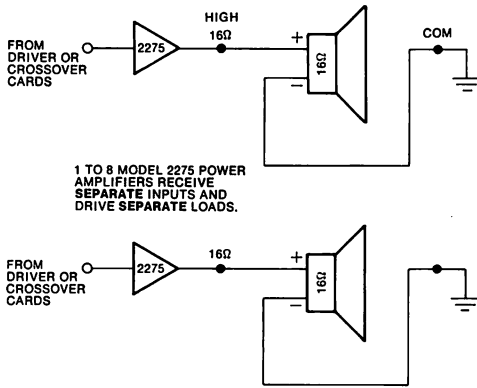 HIGH
16Ω
COM
FROM
DRIVER OR
CROSSOVER
CARDS
2275
+
16Ω
−
1 TO 8 MODEL 2275 POWER
AMPLIFIERS RECEIVE
SEPARATE INPUTS AND
DRIVE SEPARATE LOADS.
FROM
DRIVER OR
CROSSOVER
CARDS
2275
16Ω
+
16Ω
−